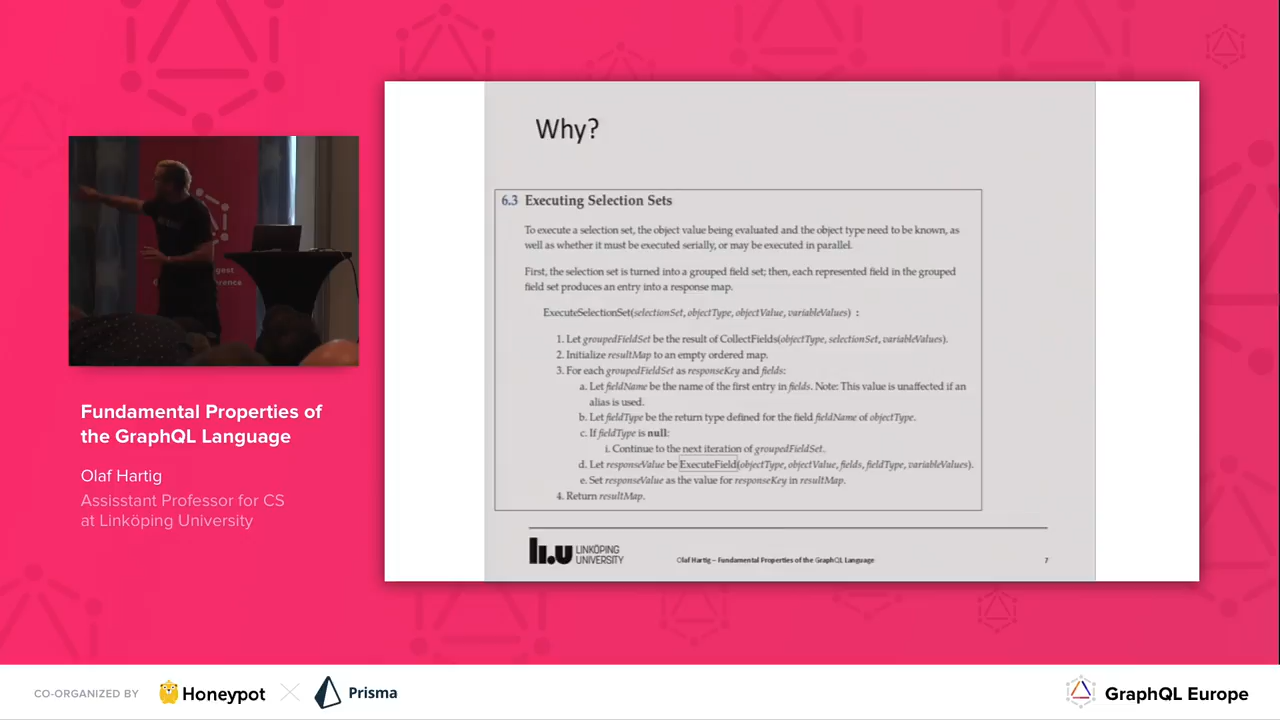 Why?
6.3 Executing Selection Sets
To execute a selection set, the object value being evaluated and the object type need to be known, as
well as whether it must be executed serially, or may be executed in parallel.
First, the selection set is turned into a grouped field set; then, each represented field in the grouped
field set produces an entry into a response map.
ExecuteSelectionSet(selectionSet, objectType, objectValue, variableValues) :
1. Let groupedFieldSet be the result of CollectFields(objectType, selectionSet, variableValues).
2. Initialize resultMap to an empty ordered map.
3. For each groupedFieldSet as responseKey and fields:
a. Let fieldName be the name of the first entry in fields. Note: This value is unaffected if an
alias is used.
b. Let fieldType be the return type defined for the field fieldName of objectType.
c. If fieldType is null:
i. Continue to the next iteration of groupedFieldSet.
d. Let responseValue be ExecuteField(objectType, objectValue, fields, fieldType, variableValues).
e. Set responseValue as the value for responseKey in resultMap.
4. Return resultMap.
LIU LINKÖPING
UNIVERSITY
Olaf Hartig – Fundamental Properties of the GraphQL Language
7
Fundamental Properties of
the GraphQL Language
Olaf Hartig
Assisstant Professor for CS
at Linköping University
CO-ORGANIZED BY
Honeypot
Prisma
GraphQL Europe